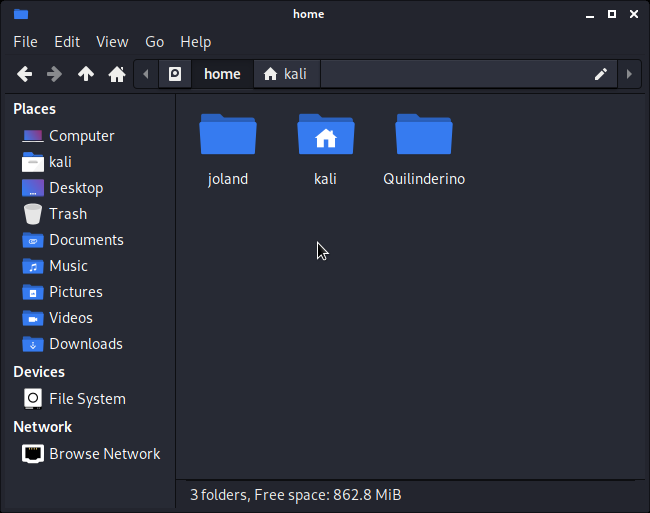 home
File Edit View Go Help
home kali
Places
Computer
kali
Desktop
Trash
Documents
Music
Pictures
Videos
Downloads
Devices
File System
Network
Browse Network
joland kali Quilinderino
3 folders, Free space: 862.8 MiB